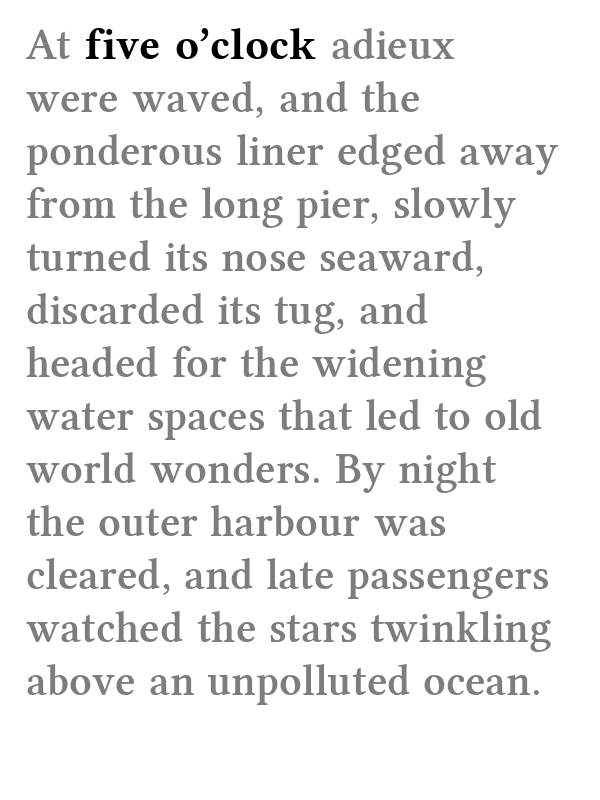 At five o’clock adieux
were waved, and the
ponderous liner edged away
from the long pier, slowly
turned its nose seaward,
discarded its tug, and
headed for the widening
water spaces that led to old
world wonders. By night
the outer harbour was
cleared, and late passengers
watched the stars twinkling
above an unpolluted ocean.